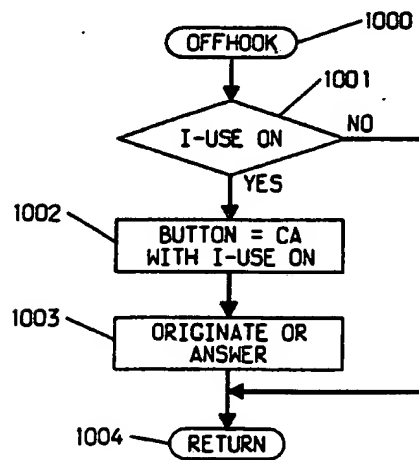 1000
OFFHOOK
1001
I-USE ON
NO
YES
1002
BUTTON = CA
WITH I-USE ON
1003
ORIGINATE OR
ANSWER
1004
RETURN